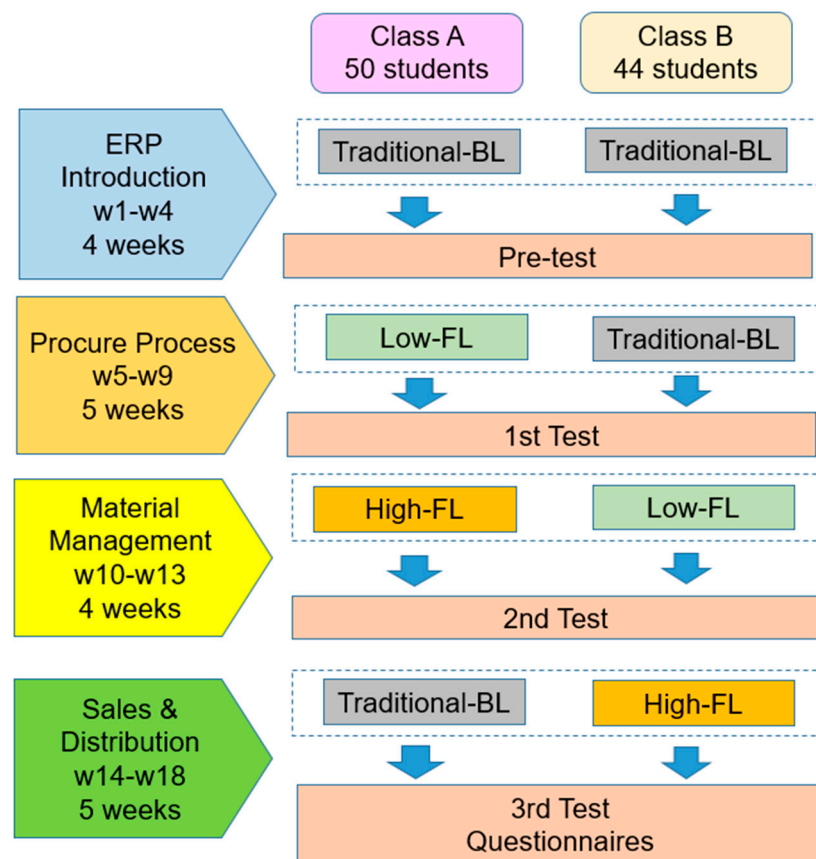 Class A
50 students
Class B
44 students
ERP
Introduction
w1-w4
4 weeks
Traditional-BL
Traditional-BL
Pre-test
Procure Process
w5-w9
5 weeks
Low-FL
Traditional-BL
1st Test
Material
Management
w10-w13
4 weeks
High-FL
Low-FL
2nd Test
Sales &
Distribution
w14-w18
5 weeks
Traditional-BL
High-FL
3rd Test
Questionnaires